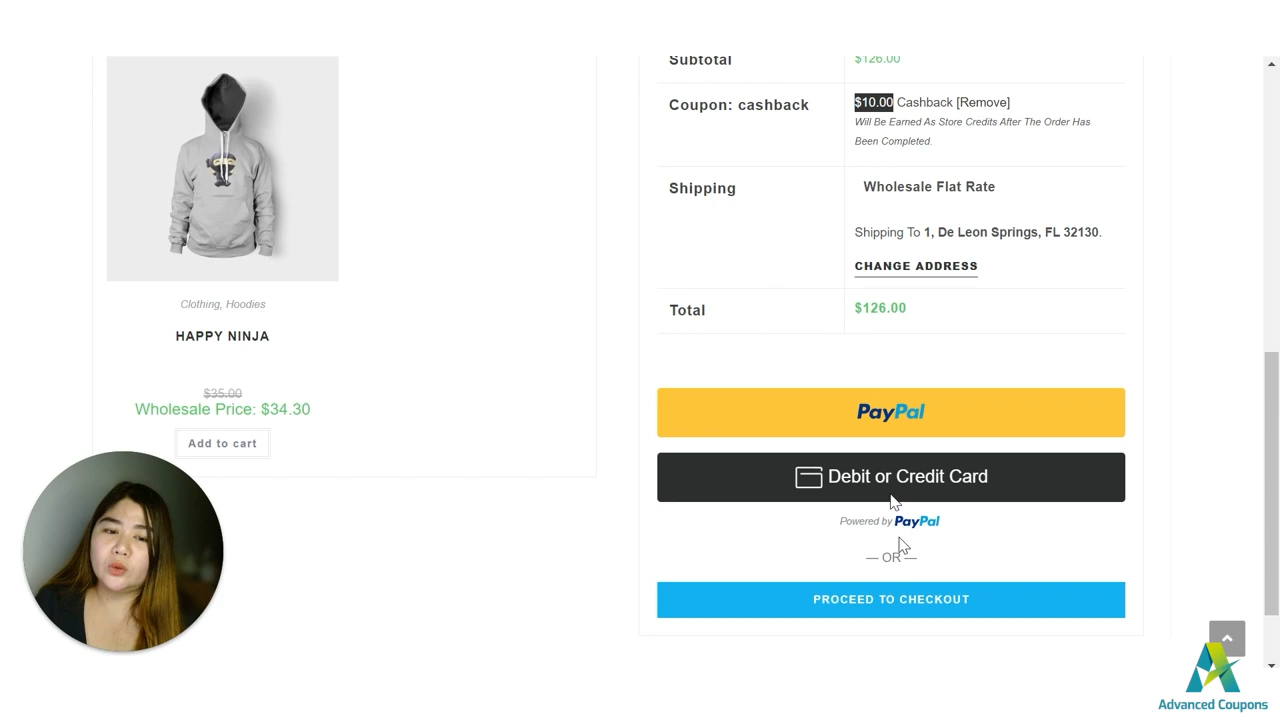 Subtotal
$126.00
Coupon: cashback
$10.00 Cashback [Remove]
Will Be Earned As Store Credits After The Order Has
Been Completed.
Shipping
Wholesale Flat Rate
Shipping To 1, De Leon Springs, FL 32130.
CHANGE ADDRESS
Total
$126.00
Clothing, Hoodies
HAPPY NINJA
$35.00
Wholesale Price: $34.30
Add to cart
PayPal
Debit or Credit Card
Powered by PayPal
— OR —
PROCEED TO CHECKOUT
Advanced Coupons